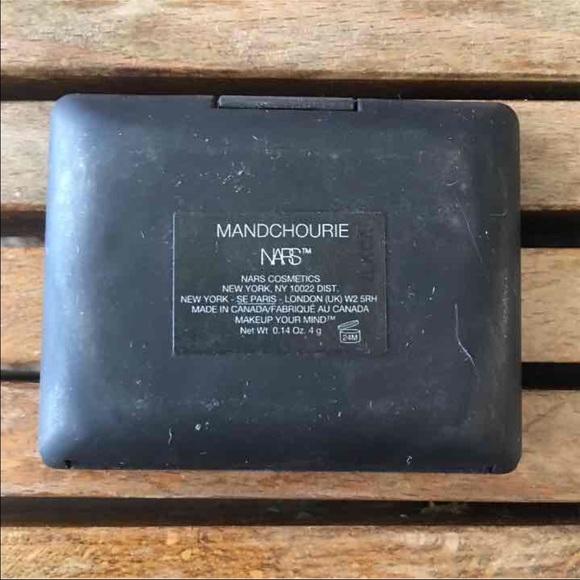 MANDCHOURIE
NARS™
NARS COSMETICS
NEW YORK, NY 10022 DIST.
NEW YORK - SE PARIS - LONDON (UK) W2 5RH
MADE IN CANADA/FABRIQUÉ AU CANADA
MAKEUP YOUR MIND™
Net Wt. 0.14 Oz. 4 g
24M